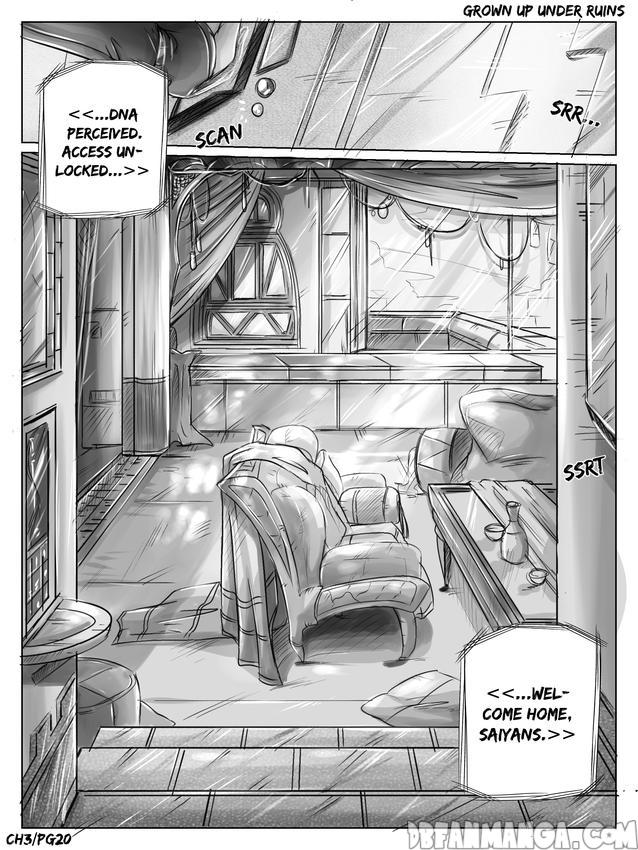 GROWN UP UNDER RUINS
<<...DNA
PERCEIVED.
ACCESS UN-
LOCKED...>>
SCAN
SRR...
SSRT
<<...WEL-
COME HOME,
SAIYANS.>>
CH3/PG20
DBFANMANGA.COM